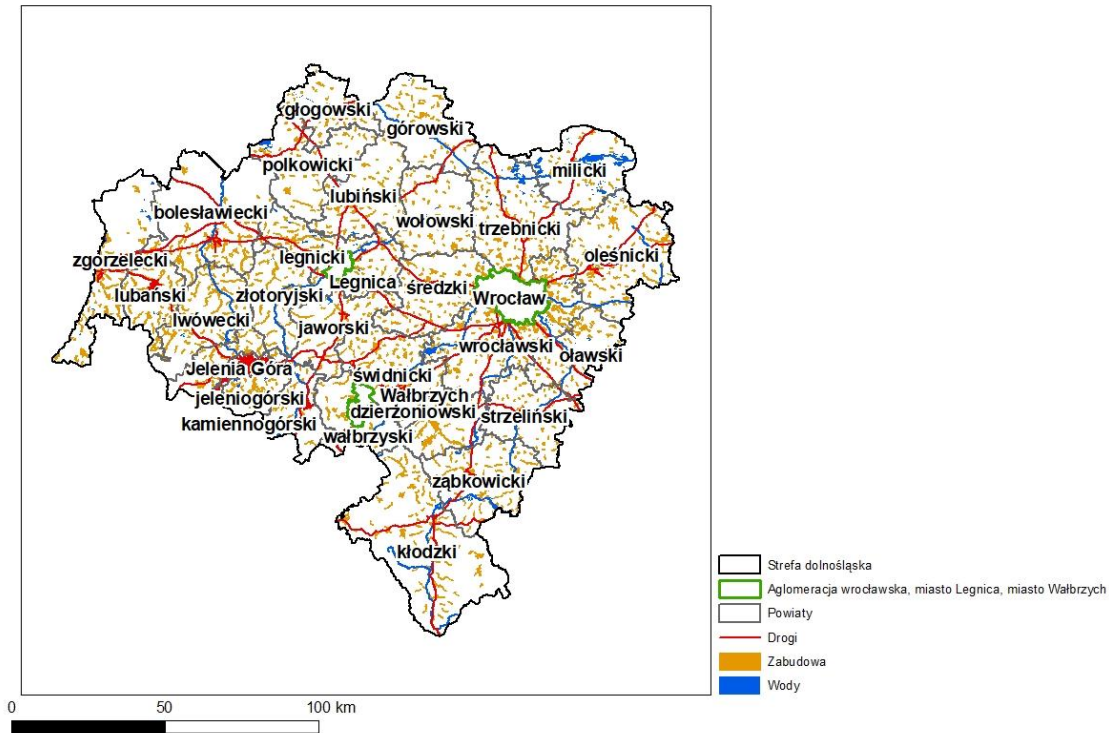 głogowski
górowski
polkowicki
milicki
lubiński
bolesławiecki
wołowski
trzebnicki
zgorzelecki
legnicki
oleśnicki
lubański
Legnica
średzki
złotoryjski
Wrocław
lwówecki
jaworski
wrocławski
oławski
Jelenia Góra
świdnicki
jeleniogórski
Wałbrzych
dzierżoniowski
strzeliński
kamiennogórski
wałbrzyski
ząbkowicki
kłodzki
Strefa dolnośląska
Aglomeracja wrocławska, miasto Legnica, miasto Wałbrzych
Powiaty
Drogi
Zabudowa
Wody
0 50 100 km